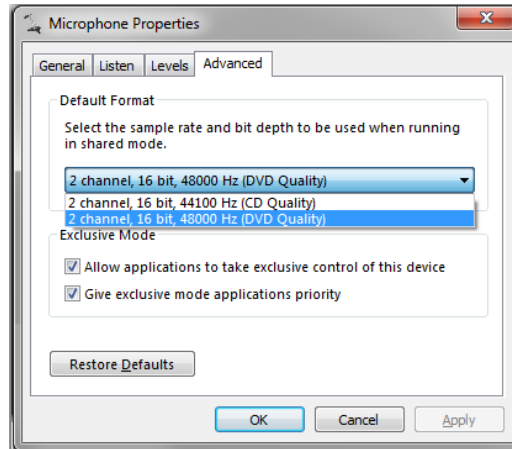 Microphone Properties
General Listen Levels Advanced
Default Format
Select the sample rate and bit depth to be used when running
in shared mode.
2 channel, 16 bit, 48000 Hz (DVD Quality)
2 channel, 16 bit, 44100 Hz (CD Quality)
2 channel, 16 bit, 48000 Hz (DVD Quality)
Exclusive Mode
Allow applications to take exclusive control of this device
Give exclusive mode applications priority
Restore Defaults
OK Cancel Apply